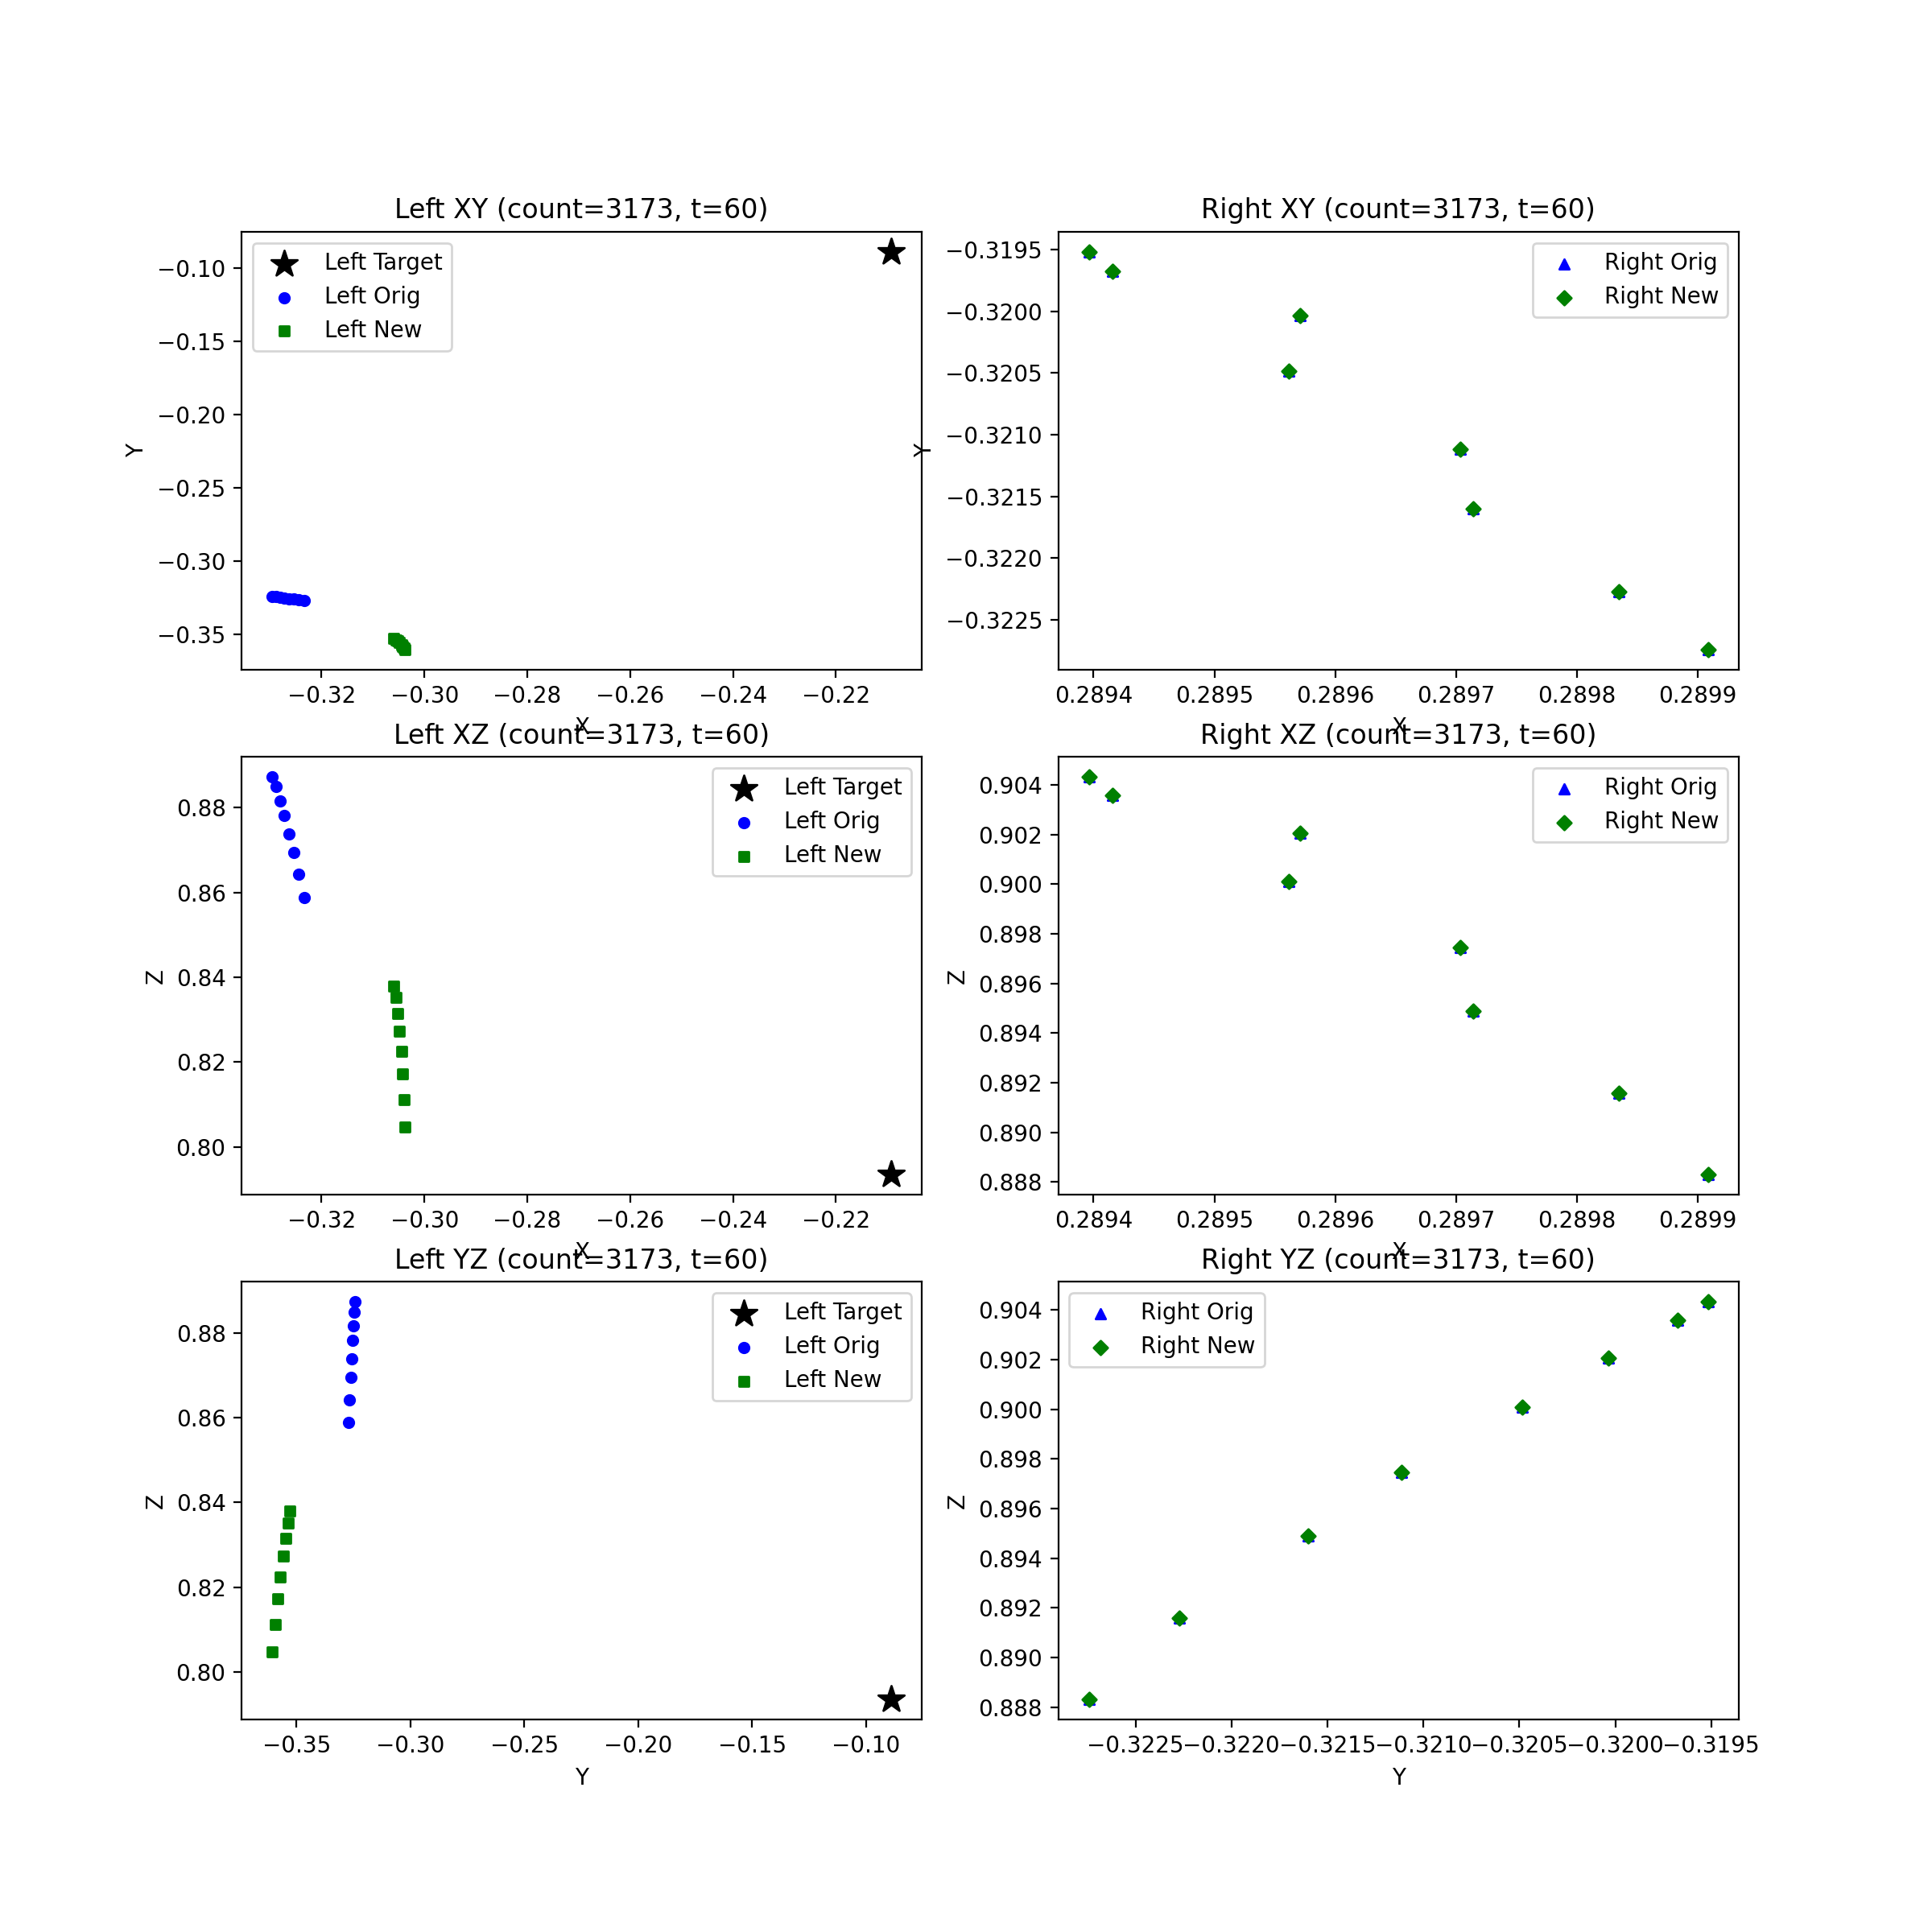 Left XY (count=3173, t=60)
Left Target
Left Orig
Left New
−0.10
−0.15
−0.20
−0.25
−0.30
−0.35
Y
−0.32 −0.30 −0.28 −0.26 −0.24 −0.22
X
Right XY (count=3173, t=60)
Right Orig
Right New
−0.3195
−0.3200
−0.3205
−0.3210
−0.3215
−0.3220
−0.3225
Y
0.2894 0.2895 0.2896 0.2897 0.2898 0.2899
X
Left XZ (count=3173, t=60)
Left Target
Left Orig
Left New
0.88
0.86
0.84
0.82
0.80
Z
−0.32 −0.30 −0.28 −0.26 −0.24 −0.22
X
Right XZ (count=3173, t=60)
Right Orig
Right New
0.904
0.902
0.900
0.898
0.896
0.894
0.892
0.890
0.888
Z
0.2894 0.2895 0.2896 0.2897 0.2898 0.2899
X
Left YZ (count=3173, t=60)
Left Target
Left Orig
Left New
0.88
0.86
0.84
0.82
0.80
Z
−0.35 −0.30 −0.25 −0.20 −0.15 −0.10
Y
Right YZ (count=3173, t=60)
Right Orig
Right New
0.904
0.902
0.900
0.898
0.896
0.894
0.892
0.890
0.888
Z
−0.3225 −0.3220 −0.3215 −0.3210 −0.3205 −0.3200 −0.3195
Y